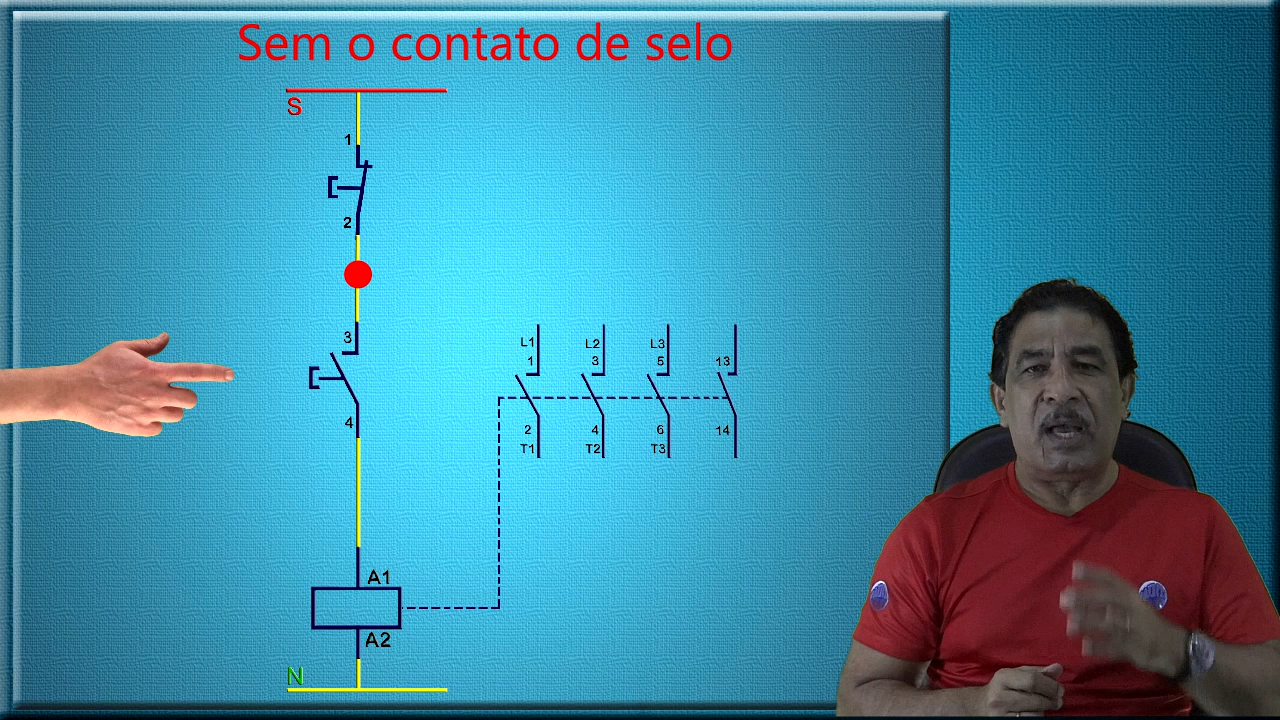 Sem o contato de selo
S
1
2
3
4
L1 L2 L3
1 3 5 13
2 4 6 14
T1 T2 T3
A1
A2
N